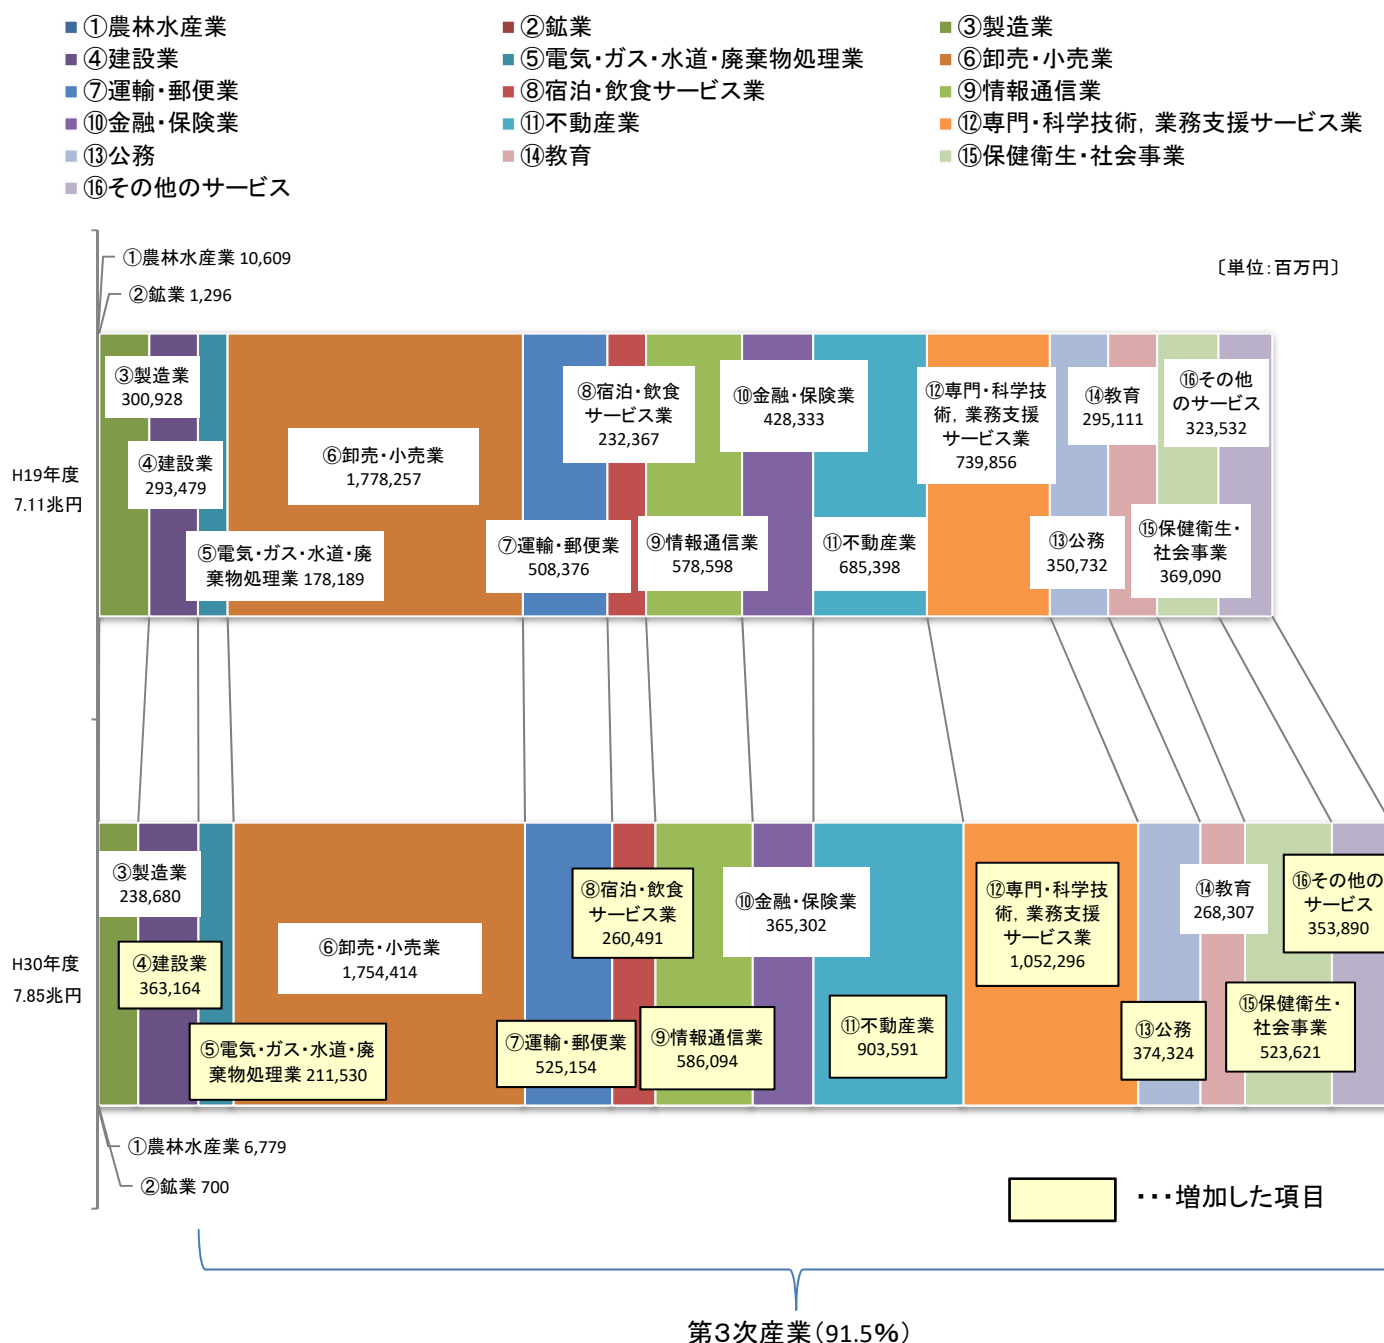 ①農林水産業
②鉱業
③製造業
④建設業
⑤電気・ガス・水道・廃棄物処理業
⑥卸売・小売業
⑦運輸・郵便業
⑧宿泊・飲食サービス業
⑨情報通信業
⑩金融・保険業
⑪不動産業
⑫専門・科学技術，業務支援サービス業
⑬公務
⑭教育
⑮保健衛生・社会事業
⑯その他のサービス
①農林水産業 10,609
〔単位：百万円〕
②鉱業 1,296
H19年度
7.11兆円
③製造業
300,928
④建設業
293,479
⑤電気・ガス・水道・廃
棄物処理業 178,189
⑥卸売・小売業
1,778,257
⑦運輸・郵便業
508,376
⑧宿泊・飲食
サービス業
232,367
⑨情報通信業
578,598
⑩金融・保険業
428,333
⑪不動産業
685,398
⑫専門・科学技
術，業務支援
サービス業
739,856
⑬公務
350,732
⑭教育
295,111
⑮保健衛生・
社会事業
369,090
⑯その他
のサービス
323,532
H30年度
7.85兆円
③製造業
238,680
④建設業
363,164
⑤電気・ガス・水道・廃
棄物処理業 211,530
⑥卸売・小売業
1,754,414
⑦運輸・郵便業
525,154
⑧宿泊・飲食
サービス業
260,491
⑨情報通信業
586,094
⑩金融・保険業
365,302
⑪不動産業
903,591
⑫専門・科学技
術，業務支援
サービス業
1,052,296
⑬公務
374,324
⑭教育
268,307
⑮保健衛生・
社会事業
523,621
⑯その他の
サービス
353,890
①農林水産業 6,779
②鉱業 700
・・・増加した項目
第３次産業（91.5%）